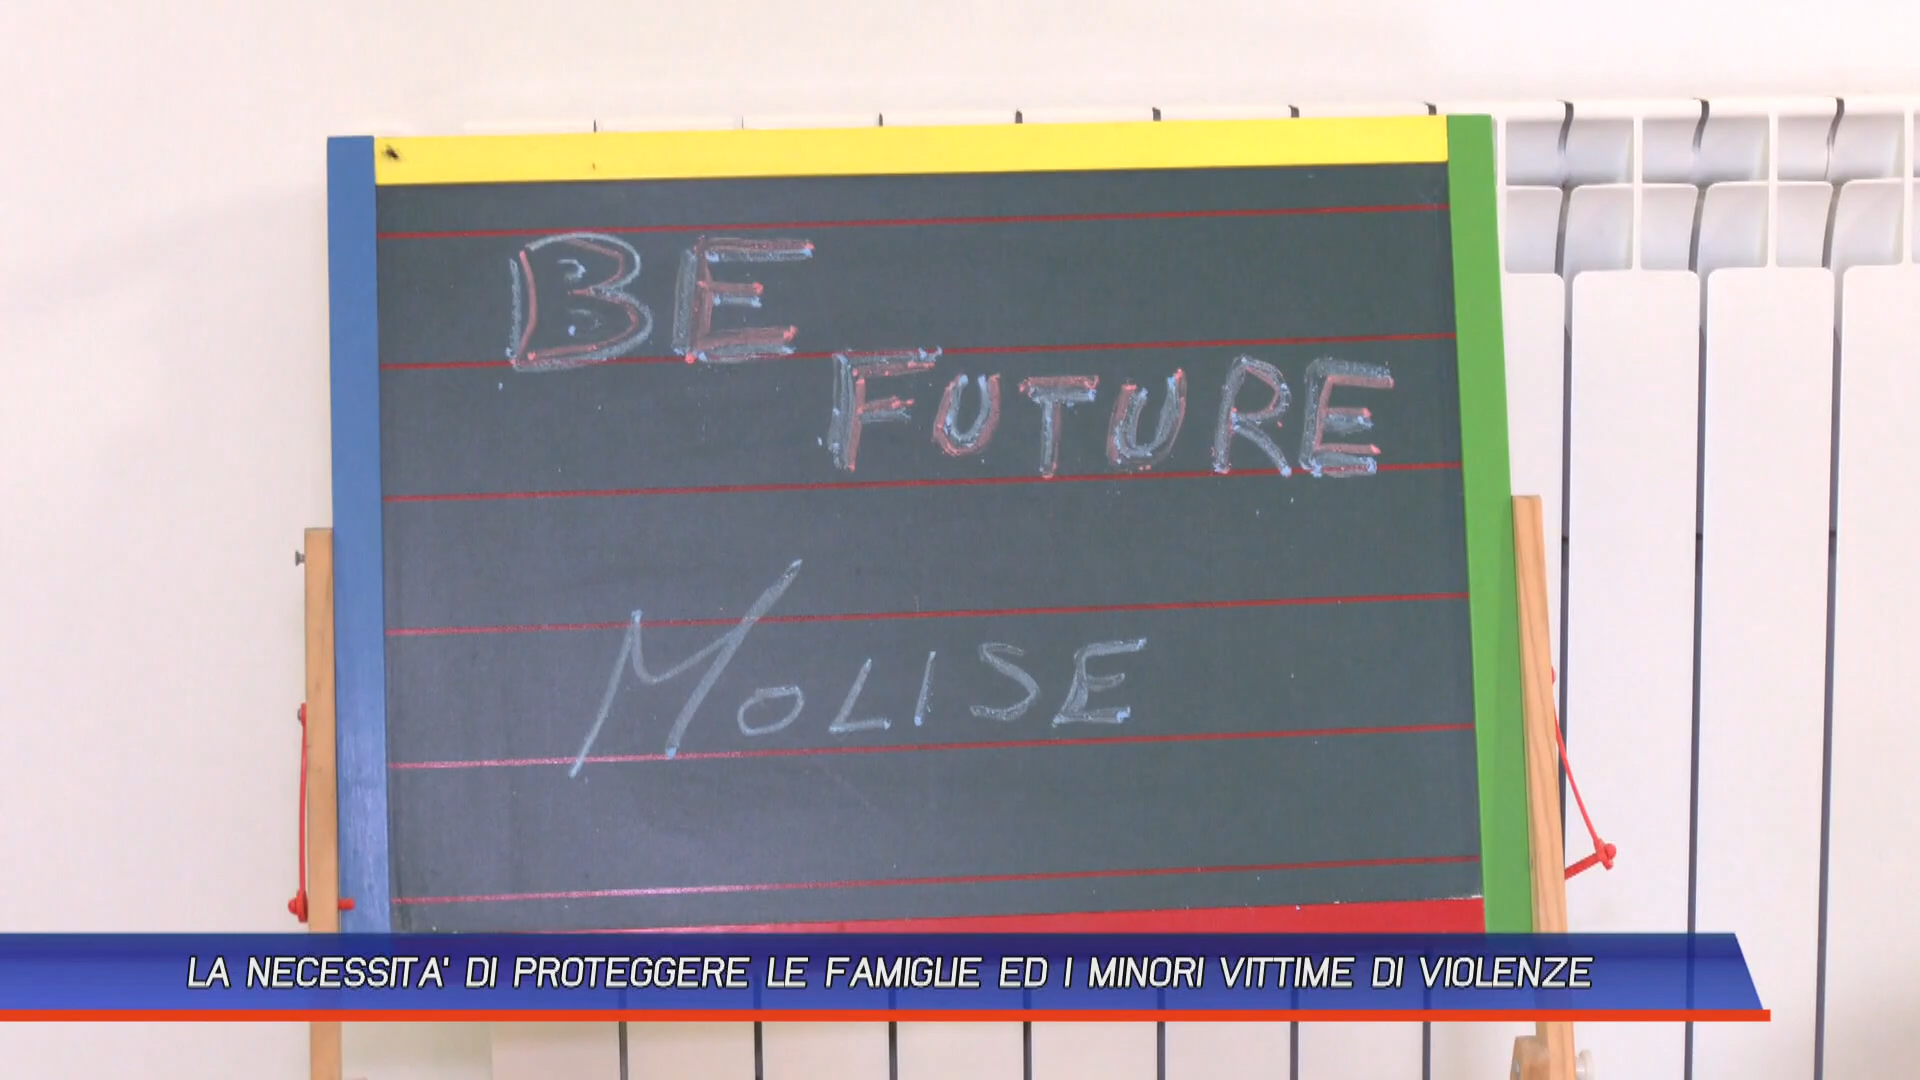 BE
FUTURE
MOLISE
LA NECESSITA' DI PROTEGGERE LE FAMIGLIE ED I MINORI VITTIME DI VIOLENZE